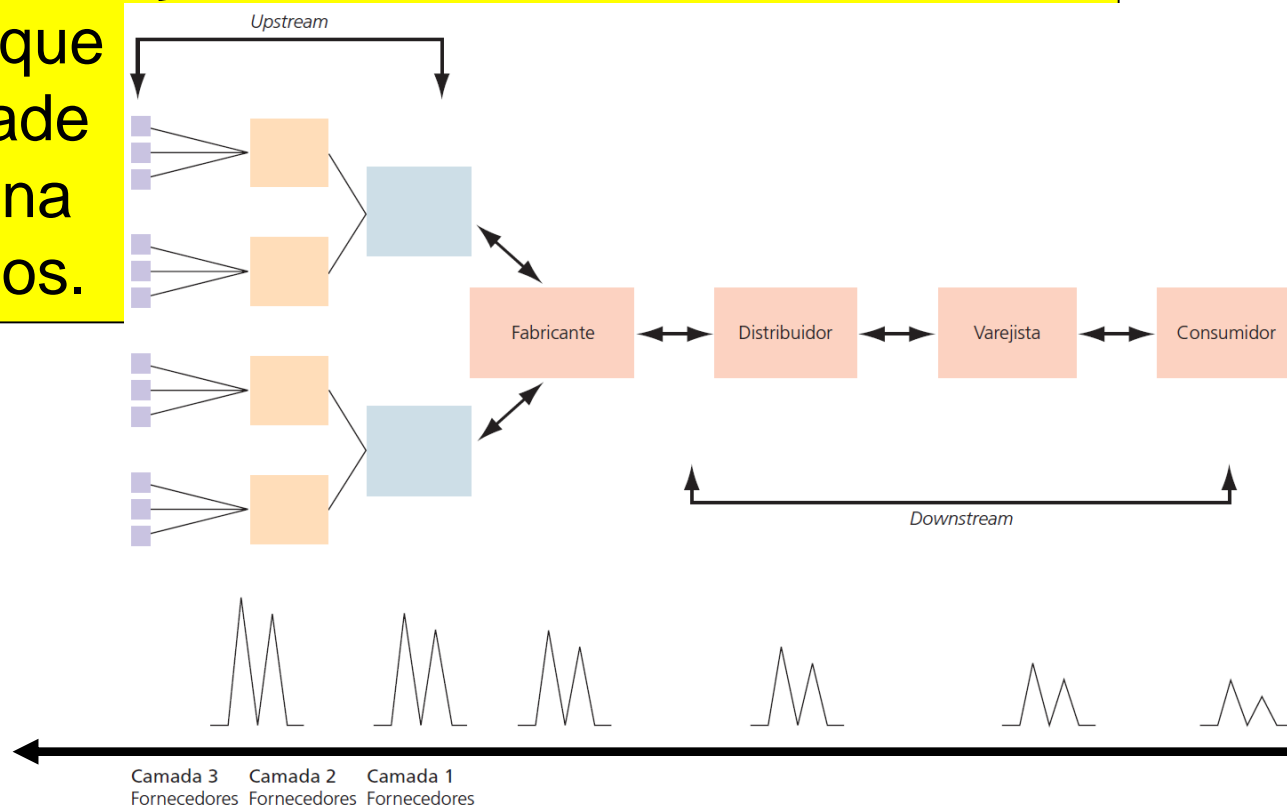 que
Upstream
ade
na
os.
Fabricante
Distribuidor
Varejista
Consumidor
Downstream
Camada 3 Camada 2 Camada 1
Fornecedores Fornecedores Fornecedores